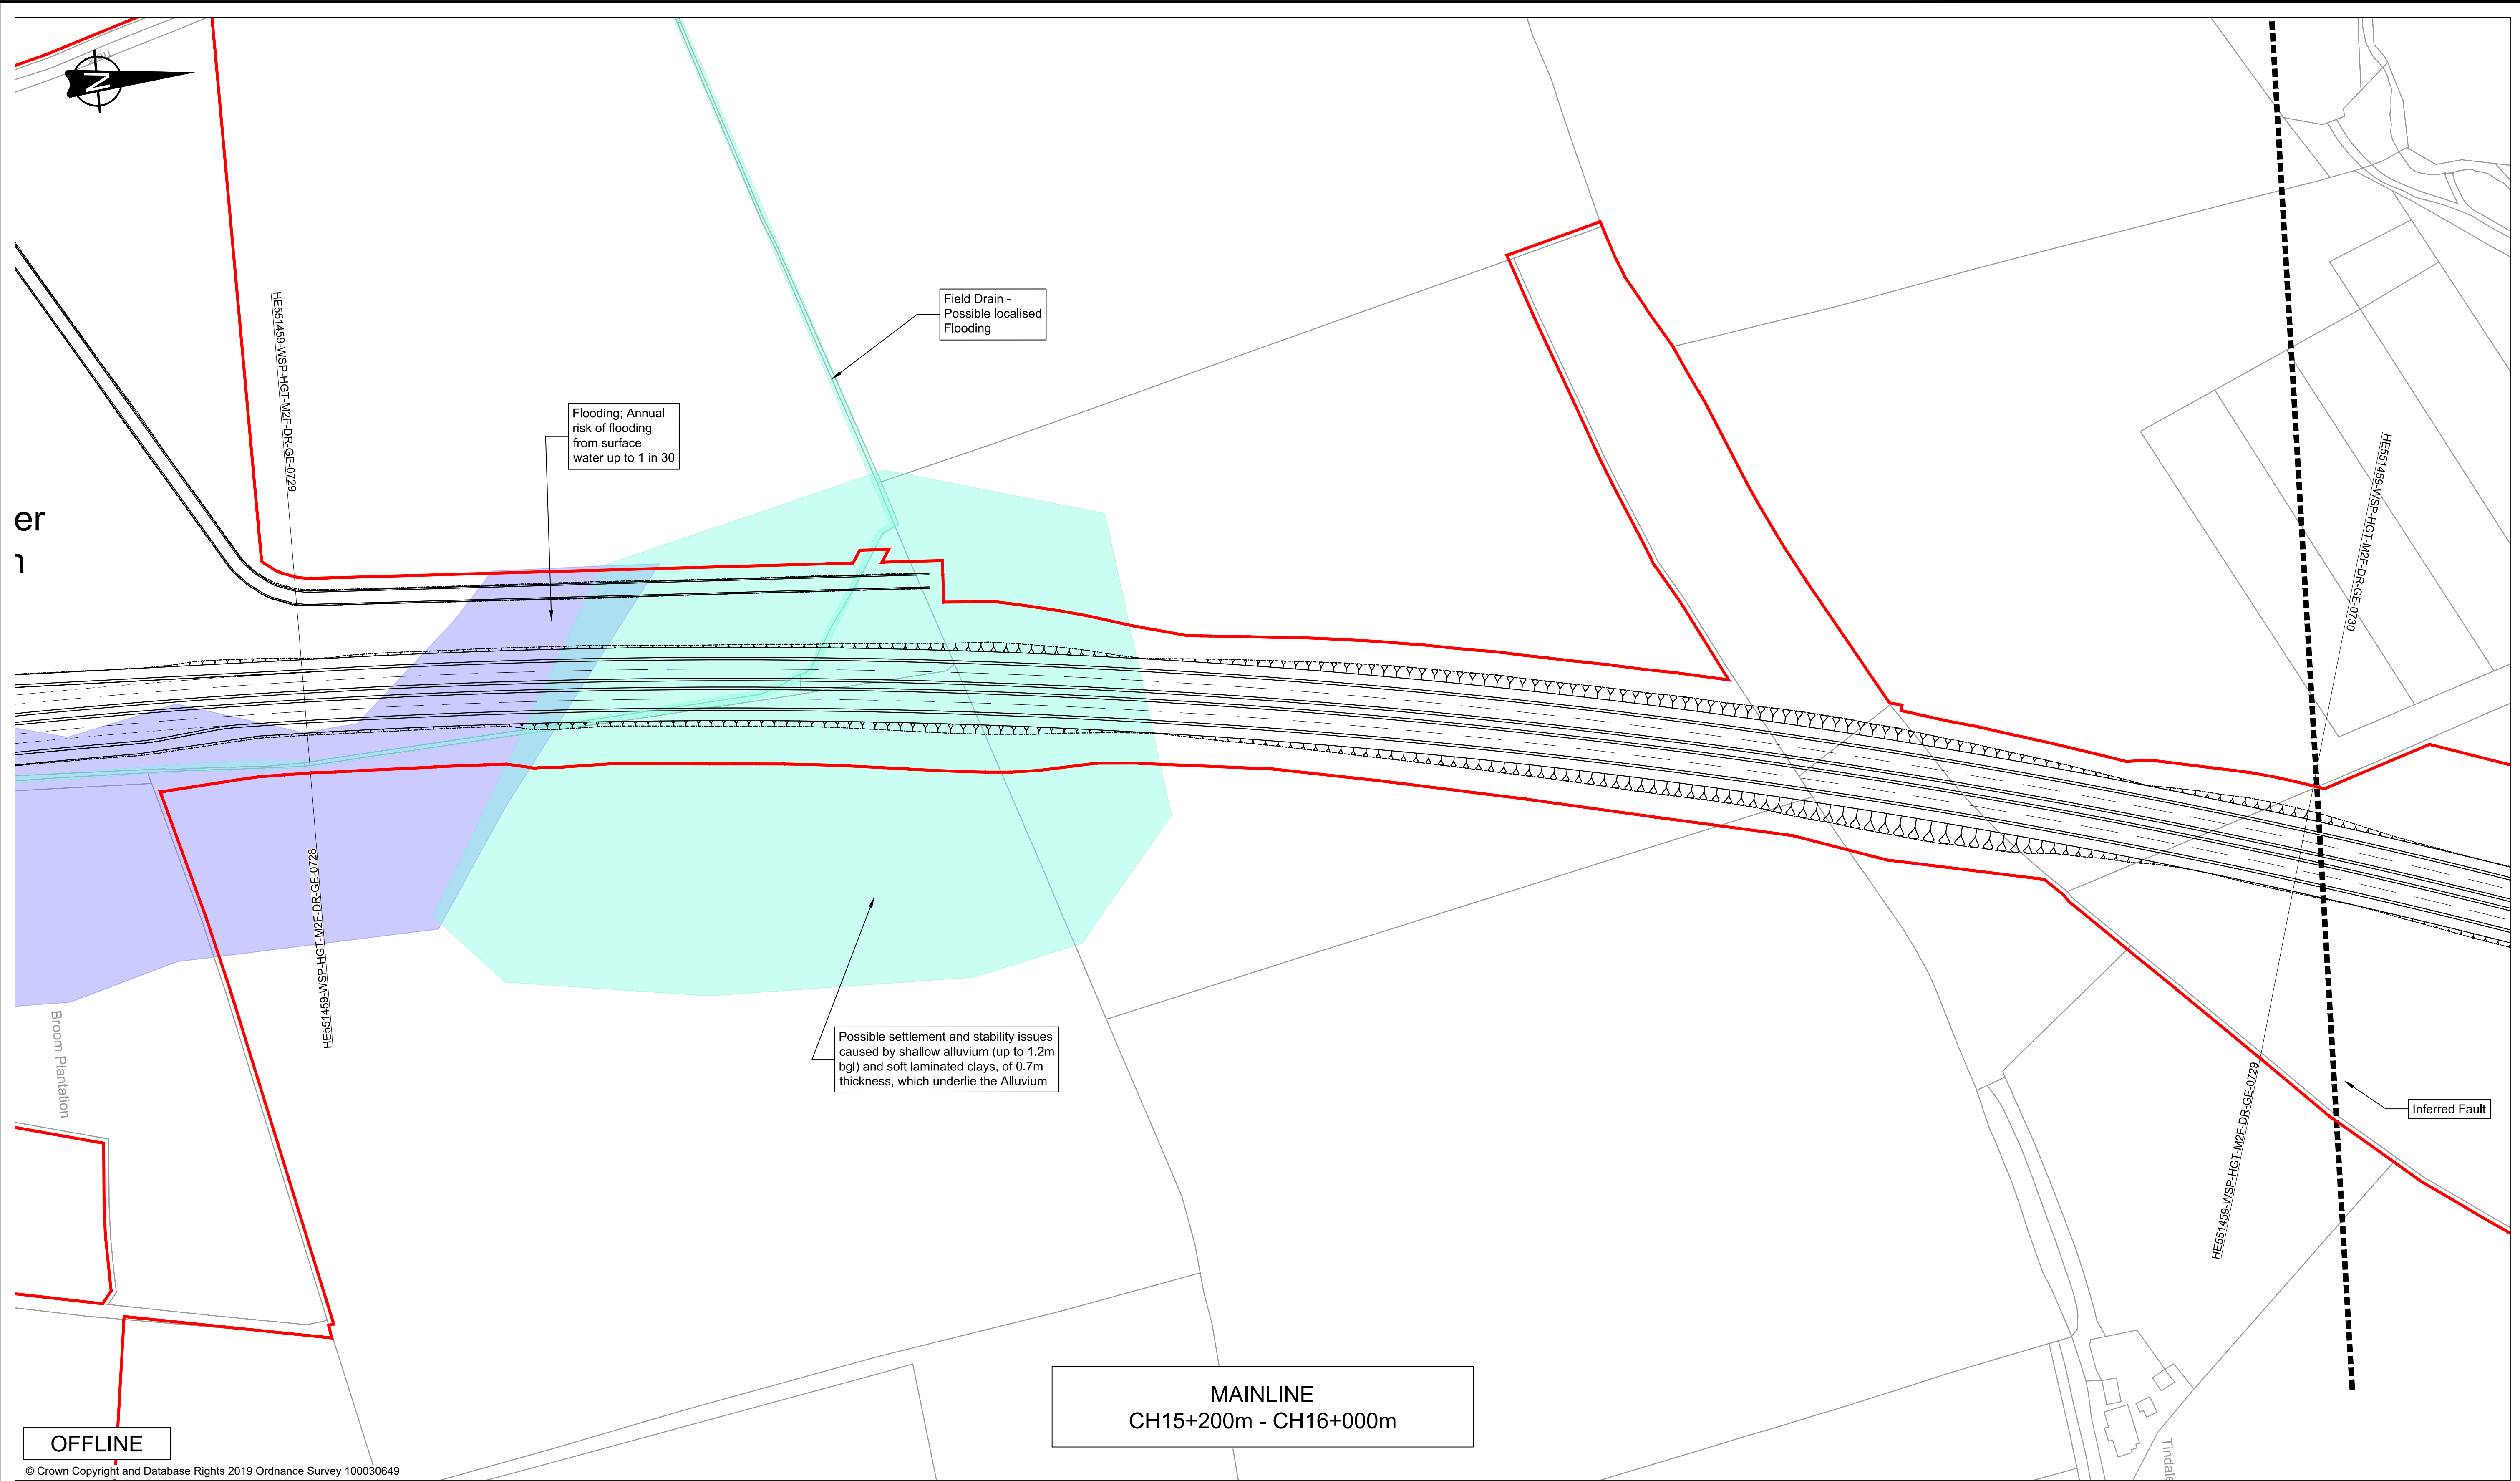 N
Field Drain -
Possible localised
Flooding
Flooding; Annual
risk of flooding
from surface
water up to 1 in 30
HE551459-WSP-HGT-M2F-DR-GE-0729
HE551459-WSP-HGT-M2F-DR-GE-0730
er
HE551459-WSP-HGT-M2F-DR-GE-0728
Broom Plantation
Possible settlement and stability issues
caused by shallow alluvium (up to 1.2m
bgl) and soft laminated clays, of 0.7m
thickness, which underlie the Alluvium
HE551459-WSP-HGT-M2F-DR-GE-0729
Inferred Fault
MAINLINE
CH15+200m - CH16+000m
OFFLINE
Tindale
© Crown Copyright and Database Rights 2019 Ordnance Survey 100030649